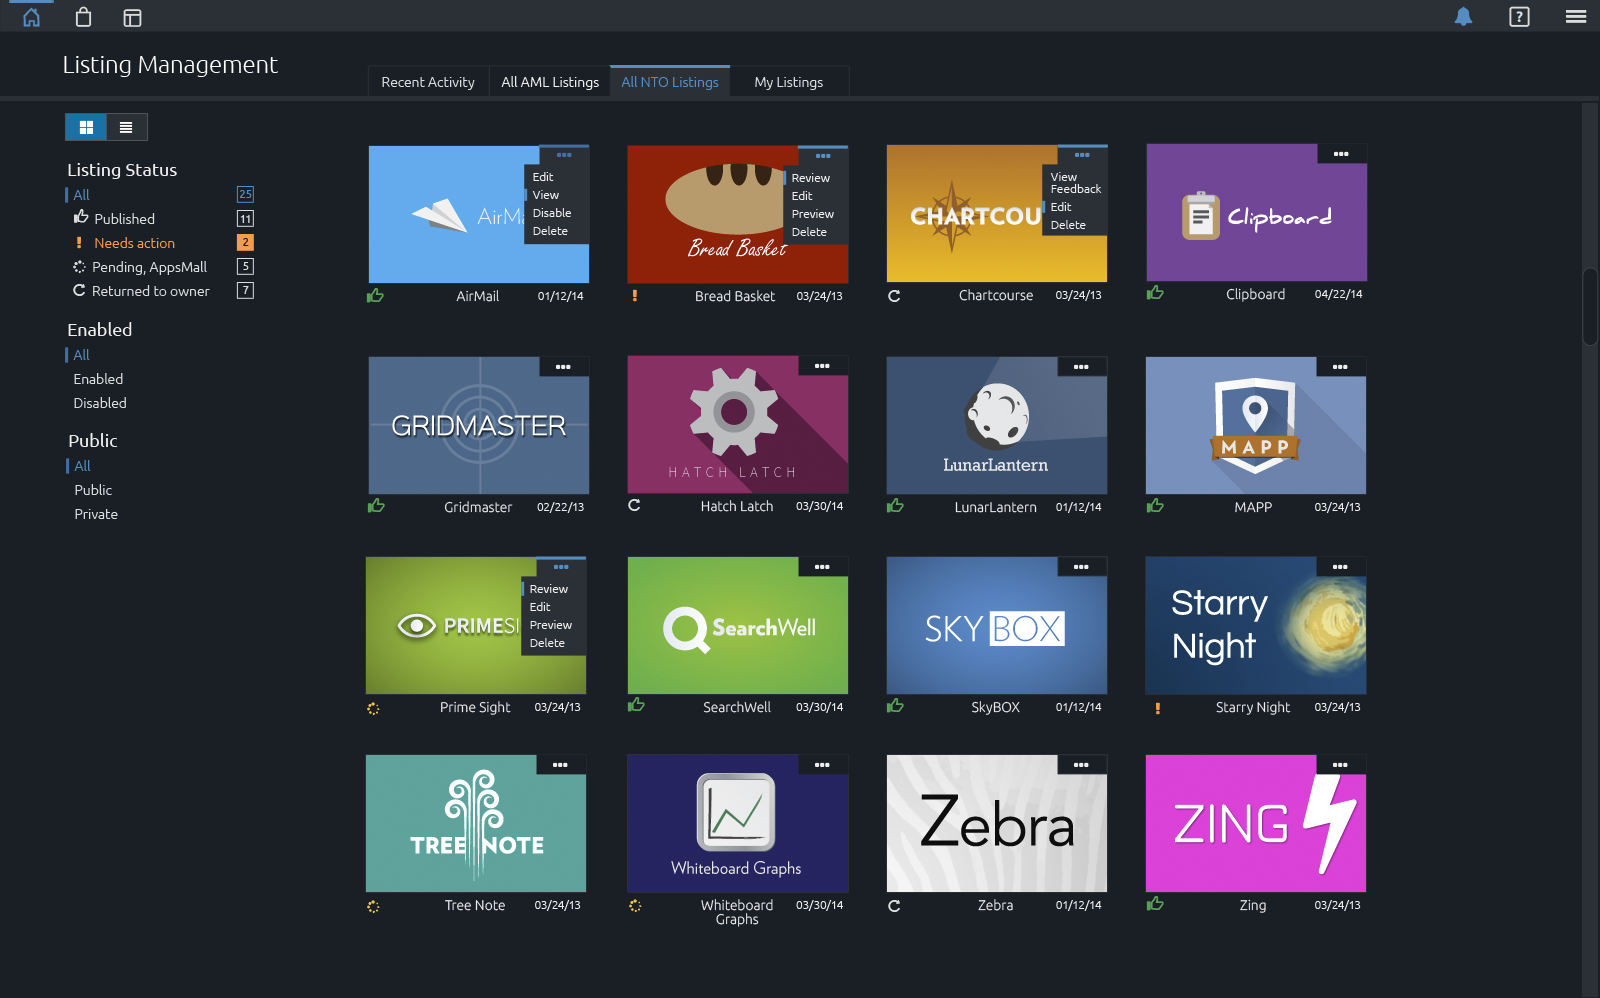 ?
Listing Management
Recent Activity
All AML Listings
All NTO Listings
My Listings
Listing Status
All 25
Published 11
! Needs action 2
Pending, AppsMall 5
Returned to owner 7
Enabled
All
Enabled
Disabled
Public
All
Public
Private
AirMa
Edit
View
Disable
Delete
AirMail 01/12/14
Bread Basket
Review
Edit
Preview
Delete
! Bread Basket 03/24/13
CHARTCOU
View
Feedback
Edit
Delete
Chartcourse 03/24/13
Clipboard
Clipboard 04/22/14
GRIDMASTER
Gridmaster 02/22/13
HATCH LATCH
Hatch Latch 03/30/14
LunarLantern
LunarLantern 01/12/14
MAPP
MAPP 03/24/13
PRIMESI
Review
Edit
Preview
Delete
Prime Sight 03/24/13
SearchWell
SearchWell 03/30/14
SKYBOX
SkyBOX 01/12/14
Starry
Night
! Starry Night 03/24/13
TREE NOTE
Tree Note 03/24/13
Whiteboard Graphs
Whiteboard 03/30/14
Graphs
Zebra
Zebra 01/12/14
ZING
Zing 03/24/13